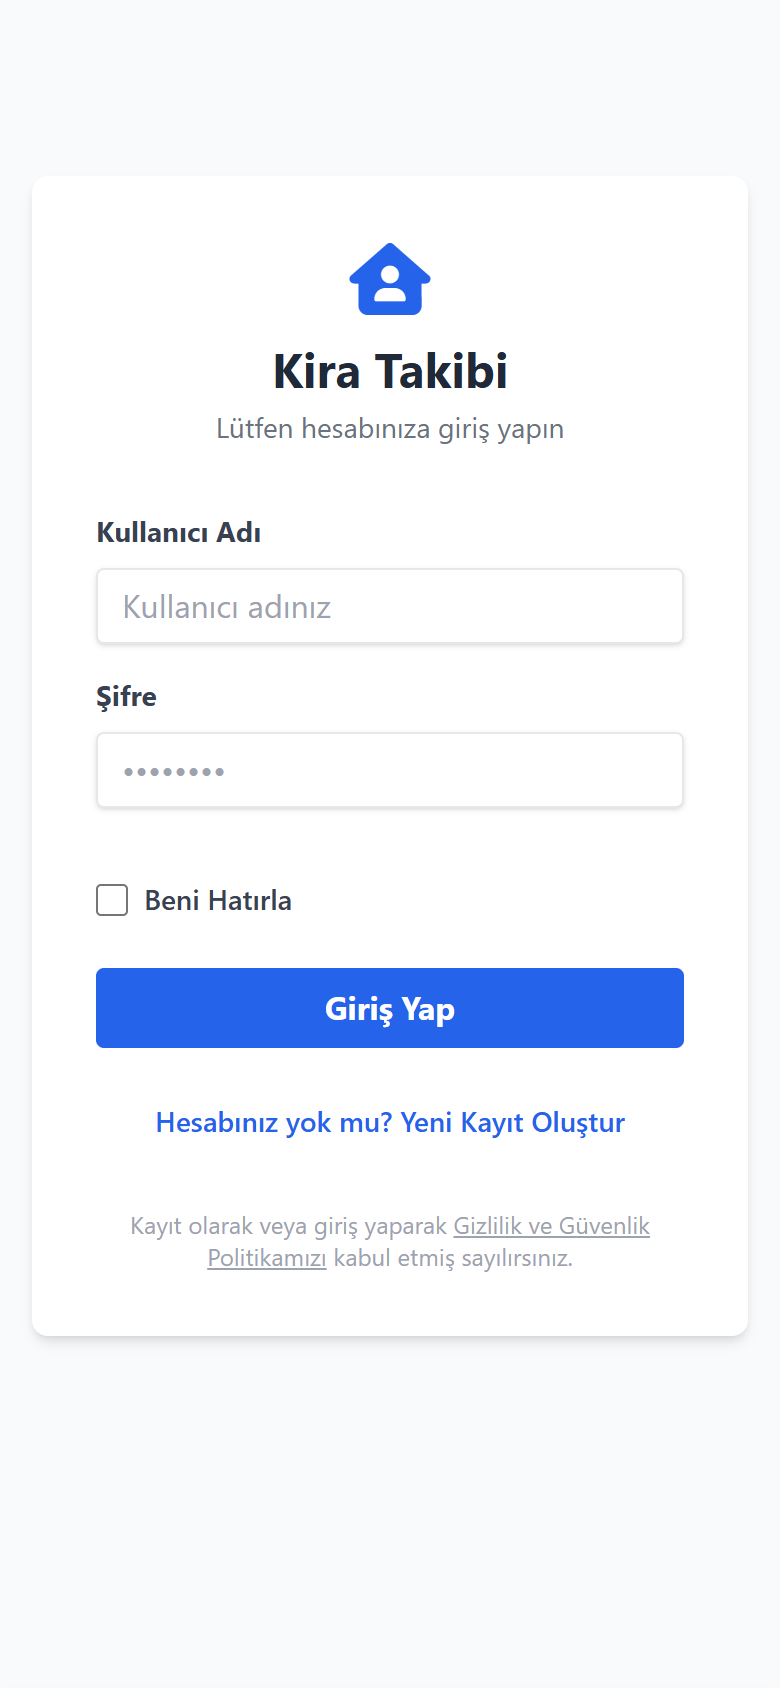 Kira Takibi
Lütfen hesabınıza giriş yapın
Kullanıcı Adı
Kullanıcı adınız
Şifre
••••••••
Beni Hatırla
Giriş Yap
Hesabınız yok mu? Yeni Kayıt Oluştur
Kayıt olarak veya giriş yaparak Gizlilik ve Güvenlik
Politikamızı kabul etmiş sayılırsınız.